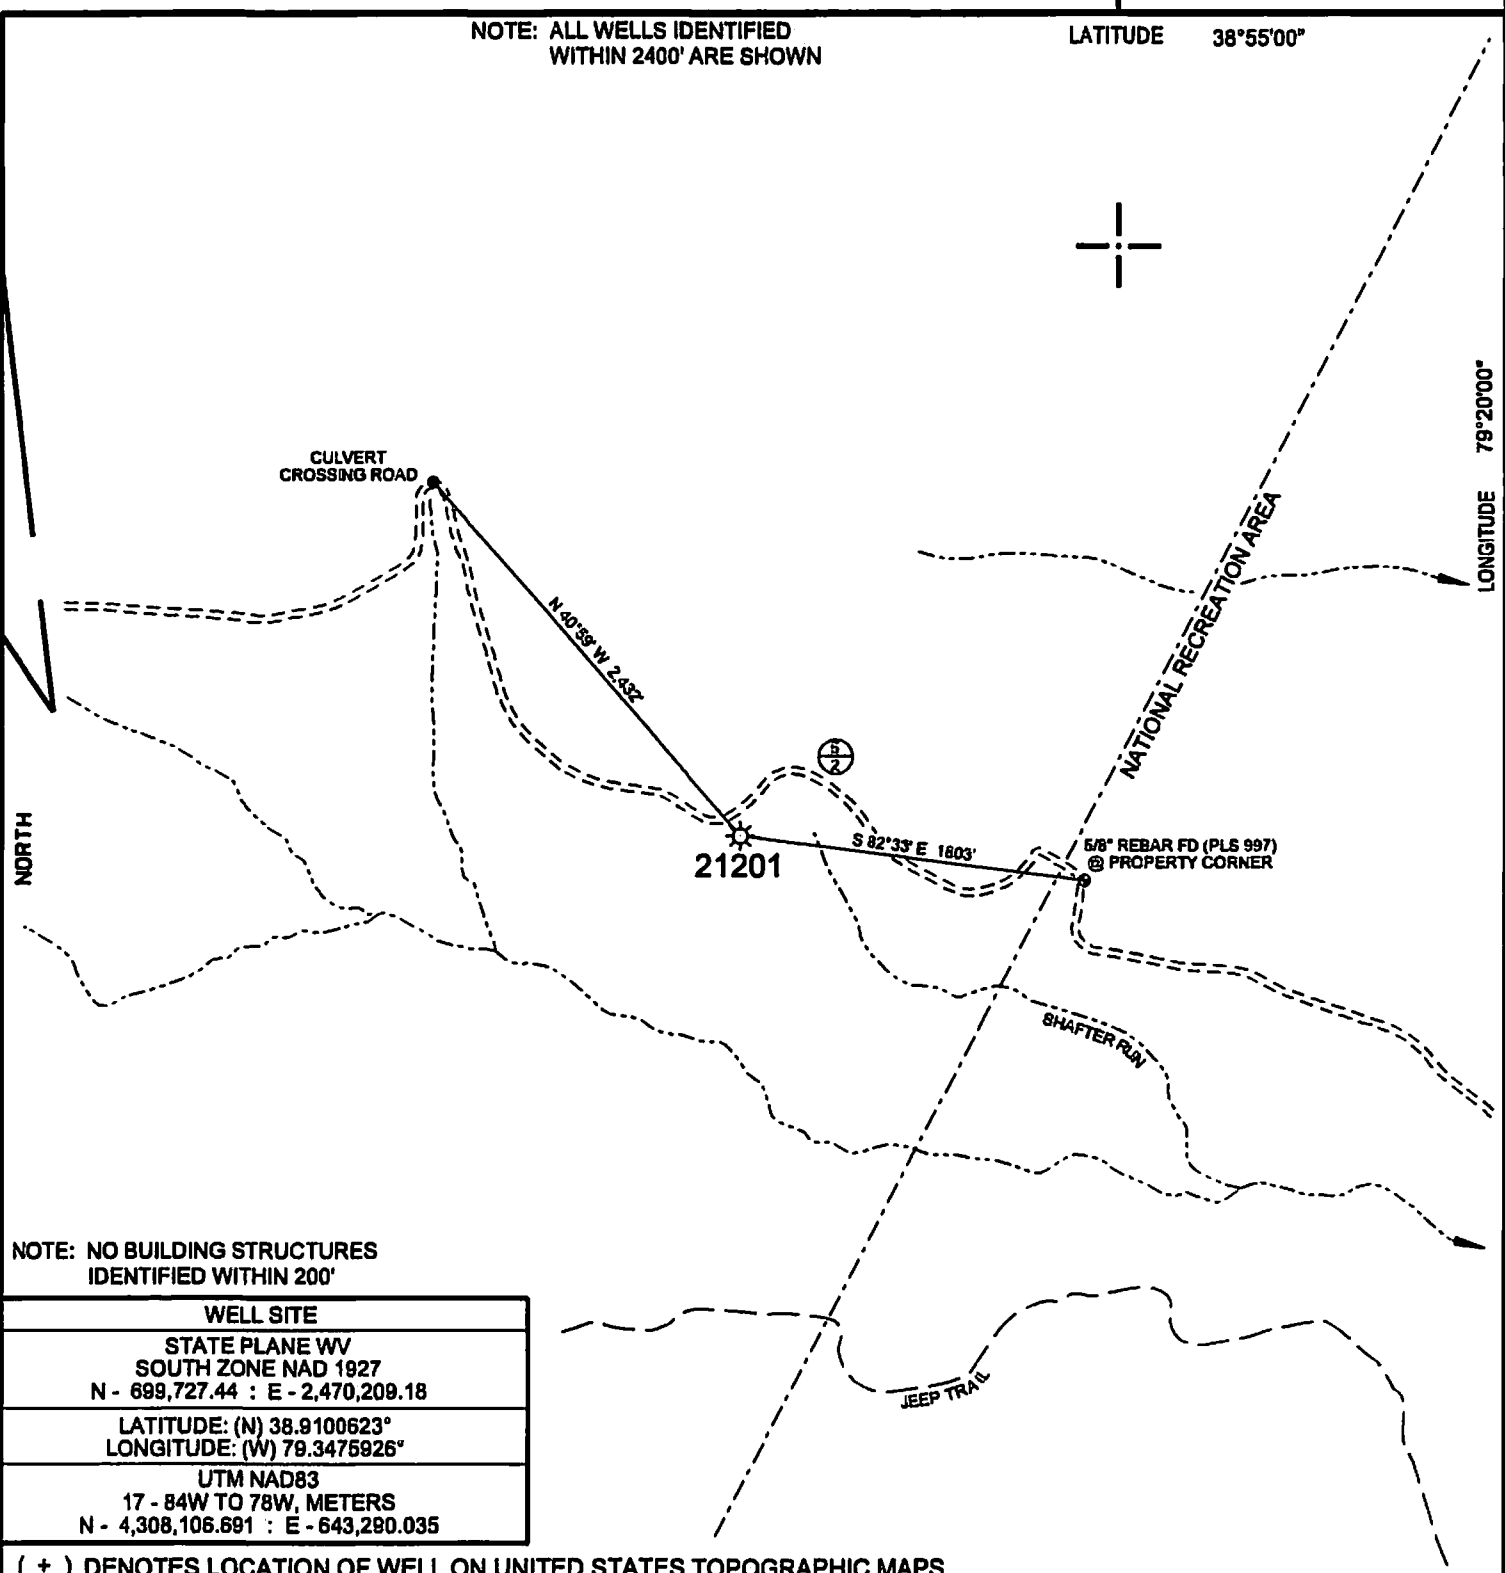 NOTE: ALL WELLS IDENTIFIED
WITHIN 2400' ARE SHOWN
LATITUDE 38°55'00"
LONGITUDE 79°20'00"
CULVERT
CROSSING ROAD
N 40°59' W 2,432'
NATIONAL RECREATION AREA
5
2
21201
S 82°33' E 1803'
5/8" REBAR FD (PLS 997)
@ PROPERTY CORNER
NORTH
SHAFTER RUN
JEEP TRAIL
NOTE: NO BUILDING STRUCTURES
IDENTIFIED WITHIN 200'
WELL SITE
STATE PLANE WV
SOUTH ZONE NAD 1927
N - 699,727.44 : E - 2,470,209.18
LATITUDE: (N) 38.9100623°
LONGITUDE: (W) 79.3475926°
UTM NAD83
17 - 84W TO 78W, METERS
N - 4,308,106.691 : E - 643,290.035
( + ) DENOTES LOCATION OF WELL ON UNITED STATES TOPOGRAPHIC MAPS